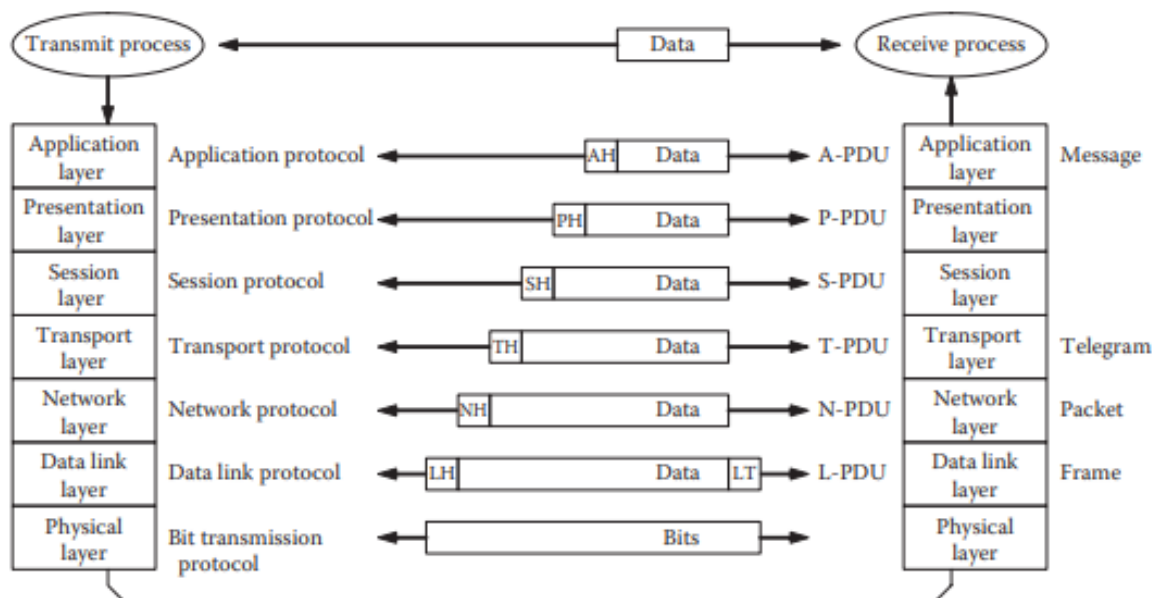 Transmit process
Data
Receive process
Application layer
Application protocol
AH
Data
A-PDU
Application layer
Message
Presentation layer
Presentation protocol
PH
Data
P-PDU
Presentation layer
Session layer
Session protocol
SH
Data
S-PDU
Session layer
Transport layer
Transport protocol
TH
Data
T-PDU
Transport layer
Telegram
Network layer
Network protocol
NH
Data
N-PDU
Network layer
Packet
Data link layer
Data link protocol
LH
Data
LT
L-PDU
Data link layer
Frame
Physical layer
Bit transmission protocol
Bits
Physical layer